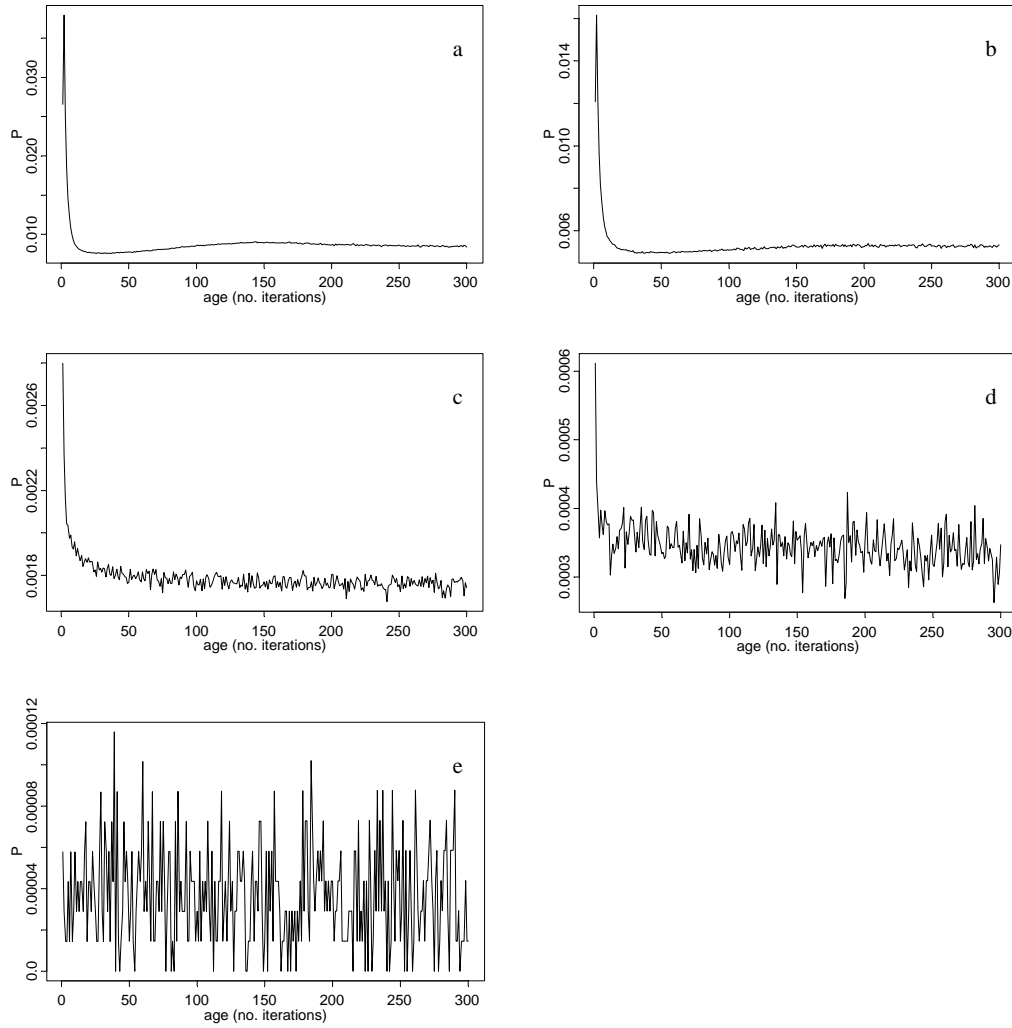 a
0.030
0.020
0.010
P
0 50 100 150 200 250 300
age (no. iterations)
b
0.014
0.010
0.006
P
0 50 100 150 200 250 300
age (no. iterations)
c
0.0026
0.0022
0.0018
P
0 50 100 150 200 250 300
age (no. iterations)
d
0.0006
0.0005
0.0004
0.0003
P
0 50 100 150 200 250 300
age (no. iterations)
e
0.00012
0.00008
0.00004
0.0
P
0 50 100 150 200 250 300
age (no. iterations)